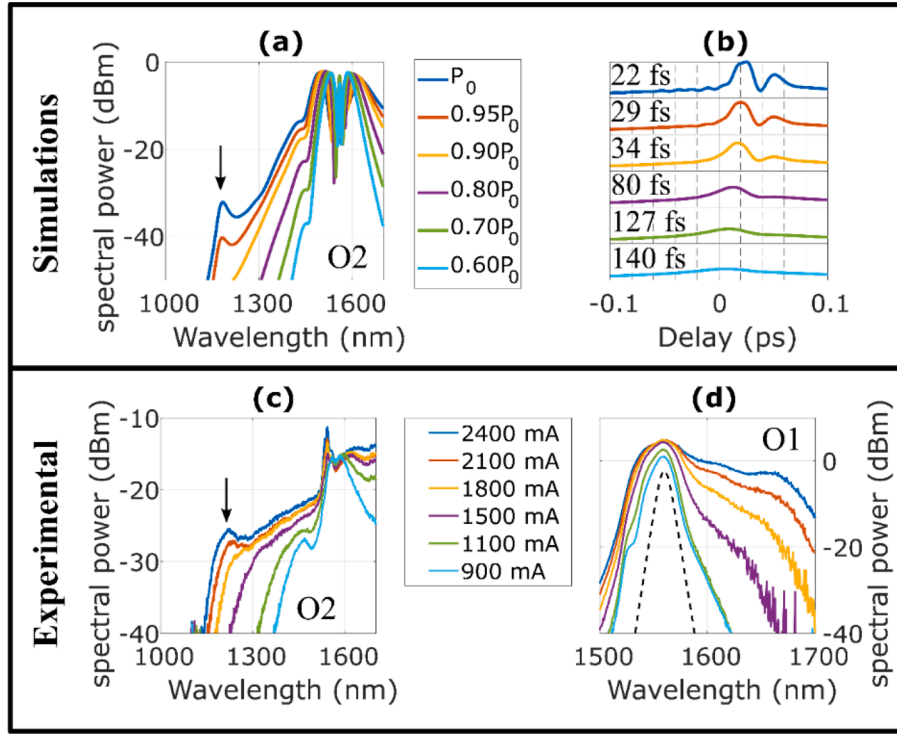 Simulations
(a)
spectral power (dBm)
0
-20
-40
1000
1300
1600
Wavelength (nm)
O2
P0
0.95P0
0.90P0
0.80P0
0.70P0
0.60P0
(b)
22 fs
29 fs
34 fs
80 fs
127 fs
140 fs
-0.1
0
0.1
Delay (ps)
Experimental
(c)
spectral power (dBm)
-10
-20
-30
-40
1000
1300
1600
Wavelength (nm)
O2
2400 mA
2100 mA
1800 mA
1500 mA
1100 mA
900 mA
(d)
O1
0
-20
-40
spectral power (dBm)
1500
1600
1700
Wavelength (nm)